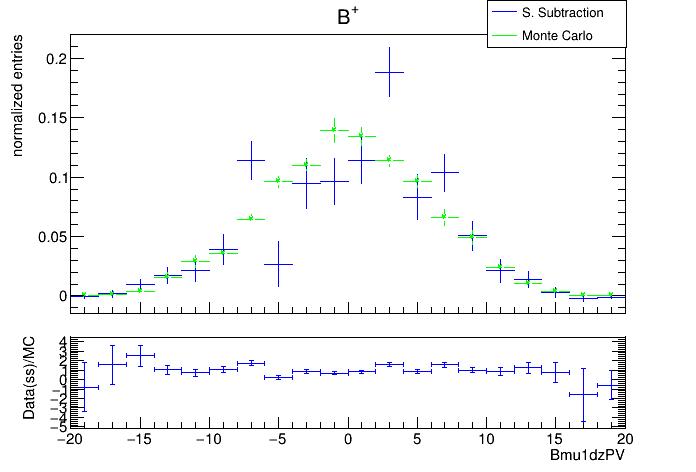 B+
S. Subtraction
Monte Carlo
normalized entries
0.2
0.15
0.1
0.05
0
Data(ss)/MC
4
3
2
1
0
−1
−2
−3
−4
−5
−20 −15 −10 −5 0 5 10 15 20
Bmu1dzPV